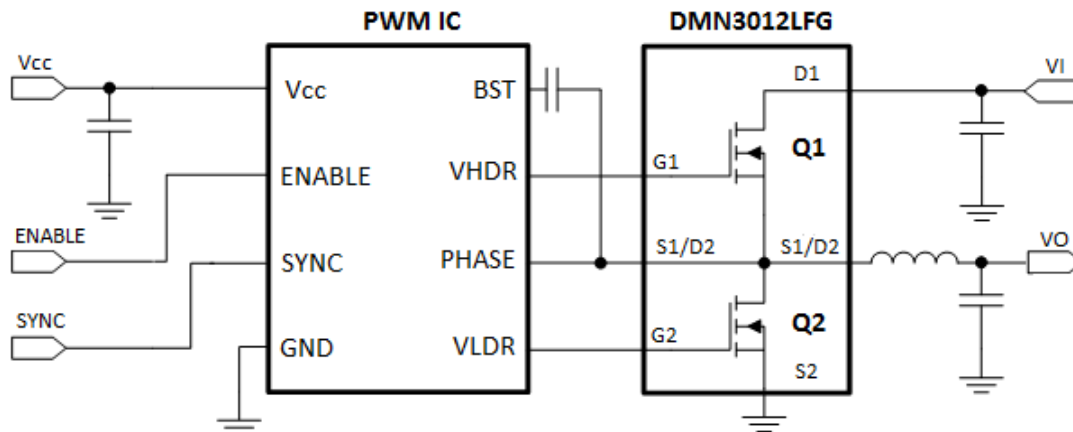 PWM IC
DMN3012LFG
Vcc
Vcc
BST
D1
VI
ENABLE
VHDR
G1
Q1
ENABLE
SYNC
PHASE
S1/D2
S1/D2
VO
SYNC
GND
VLDR
G2
Q2
S2